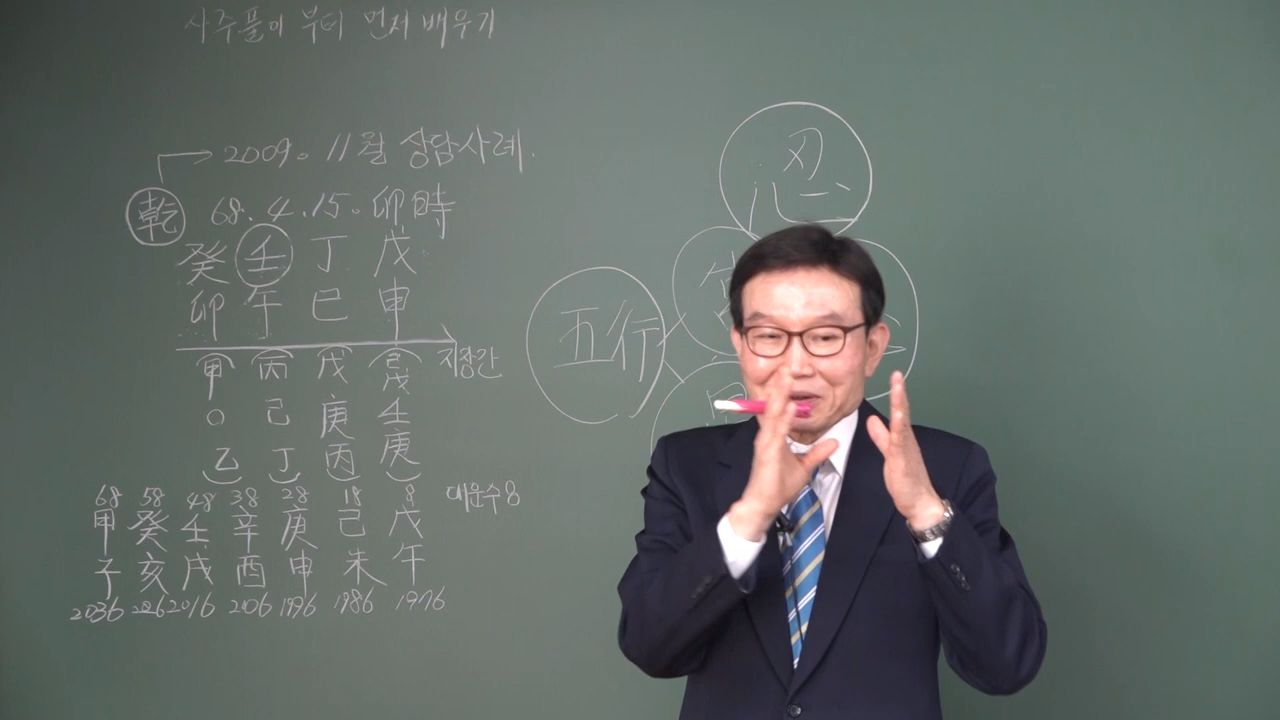 사주풀이 부터 먼저 배우기
2009. 11월 상담사례.
乾 68. 4. 15. 卯時
癸 壬 丁 戊
卯 午 巳 申
甲 丙 戊 己戊 지장간
0 己 庚 壬
乙 丁 丙 庚
68 58 48 38 28 18 8 대운수 8
甲 癸 壬 辛 庚 己 戊
子 亥 戌 酉 申 未 午
2036 2026 2016 2006 1996 1986 1976
忍
五行